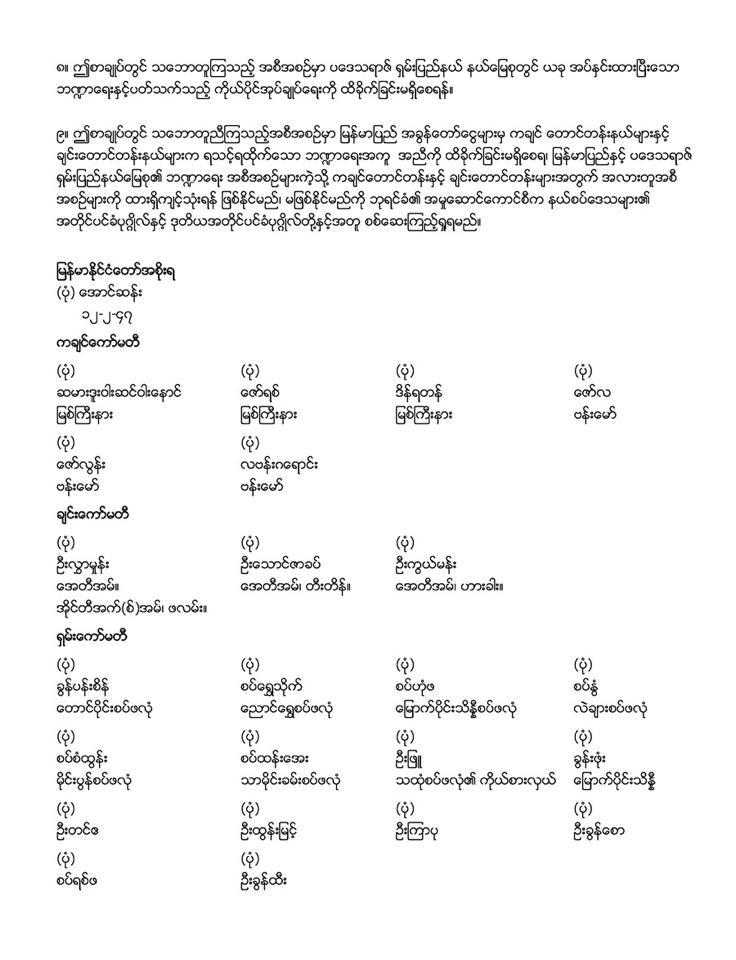 ၈။ ဤစာချုပ်တွင် သဘောတူကြသည့် အစီအစဉ်မှာ ပဒေသရာဇ် ရှမ်းပြည်နယ် နယ်မြေစုတွင် ယခု အပ်နှင်းထားပြီးသော
ဘဏ္ဍာရေးနှင့်ပတ်သက်သည့် ကိုယ်ပိုင်အုပ်ချုပ်ရေးကို ထိခိုက်ခြင်းမရှိစေရန်။
၉။ ဤစာချုပ်တွင် သဘောတူညီကြသည့်အစီအစဉ်မှာ မြန်မာပြည် အခွန်တော်ငွေများမှ ကချင် တောင်တန်းနယ်များနှင့်
ချင်းတောင်တန်းနယ်များက ရသင့်ရထိုက်သော ဘဏ္ဍာရေးအကူ အညီကို ထိခိုက်ခြင်းမရှိစေရ၊ မြန်မာပြည်နှင့် ပဒေသရာဇ်
ရှမ်းပြည်နယ်မြေစု၏ ဘဏ္ဍာရေး အစီအစဉ်များကဲ့သို့ ကချင်တောင်တန်းနှင့် ချင်းတောင်တန်းများအတွက် အလားတူအစီ
အစဉ်များကို ထားရှိကျင့်သုံးရန် ဖြစ်နိုင်မည်၊ မဖြစ်နိုင်မည်ကို ဘုရင်ခံ၏ အမှုဆောင်ကောင်စီက နယ်စပ်ဒေသများ၏
အတိုင်ပင်ခံပုဂ္ဂိုလ်နှင့် ဒုတိယအတိုင်ပင်ခံပုဂ္ဂိုလ်တို့နှင့်အတူ စစ်ဆေးကြည့်ရှုရမည်။
မြန်မာနိုင်ငံတော်အစိုးရ
(ပုံ) အောင်ဆန်း
၁၂-၂-၄၇
ကချင်ကော်မတီ
(ပုံ) (ပုံ) (ပုံ) (ပုံ)
ဆမားဒူးဝါးဆင်ဝါးနောင် ဇော်ရစ် ဒိန်ရတန် ဇော်လ
မြစ်ကြီးနား မြစ်ကြီးနား မြစ်ကြီးနား ဗန်းမော်
(ပုံ) (ပုံ)
ဇော်လွန်း လဗန်းဂရောင်း
ဗန်းမော် ဗန်းမော်
ချင်းကော်မတီ
(ပုံ) (ပုံ) (ပုံ)
ဦးလွှာမှုန်း ဦးသောင်ဇာခပ် ဦးကွယ်မန်း
အေတီအမ်။ အေတီအမ်၊ တီးတိန်။ အေတီအမ်၊ ဟားခါး။
အိုင်တီအက်(စ်)အမ်၊ ဖလမ်း။
ရှမ်းကော်မတီ
(ပုံ) (ပုံ) (ပုံ) (ပုံ)
ခွန်ပန်းစိန် စပ်ရွှေသိုက် စပ်ဟုံဖ စပ်နွံ
တောင်ပိုင်းစပ်ဖလုံ ညောင်ရွှေစပ်ဖလုံ မြောက်ပိုင်းသိန္နီစပ်ဖလုံ လဲချားစပ်ဖလုံ
(ပုံ) (ပုံ) (ပုံ) (ပုံ)
စပ်စံထွန်း စပ်ထန်းအေး ဦးဖြူ ခွန်းဖုံး
မိုင်းပွန်စပ်ဖလုံ သာမိုင်းခမ်းစပ်ဖလုံ သထုံစပ်ဖလုံ၏ ကိုယ်စားလှယ် မြောက်ပိုင်းသိန္နီ
(ပုံ) (ပုံ) (ပုံ) (ပုံ)
ဦးတင်ဧ ဦးထွန်းမြင့် ဦးကြာပု ဦးခွန်စော
(ပုံ) (ပုံ)
စပ်ရစ်ဖ ဦးခွန်ထီး